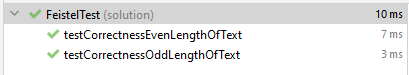 FeistelTest (solution) 10 ms
testCorrectnessEvenLengthOfText 7 ms
testCorrectnessOddLengthOfText 3 ms